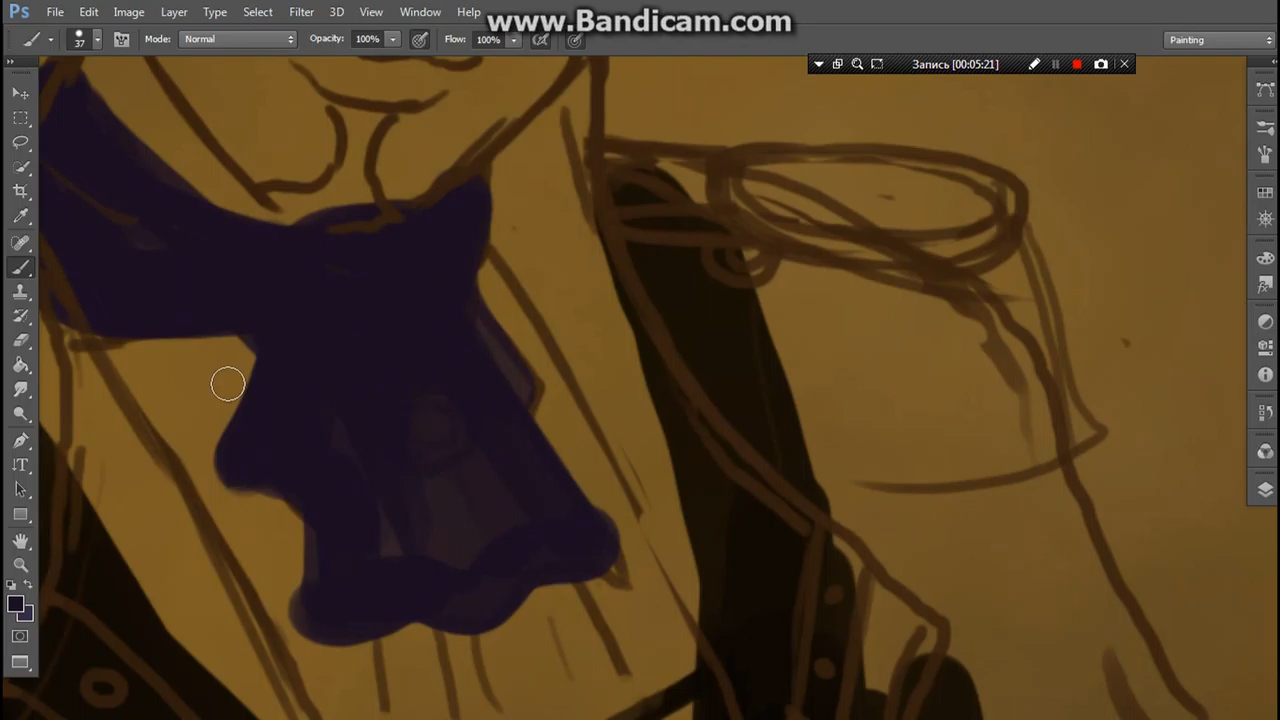 www.Bandicam.com
Ps File Edit Image Layer Type Select Filter 3D View Window Help
37 Mode: Normal Opacity: 100% Flow: 100% Painting
Запись [00:05:21]